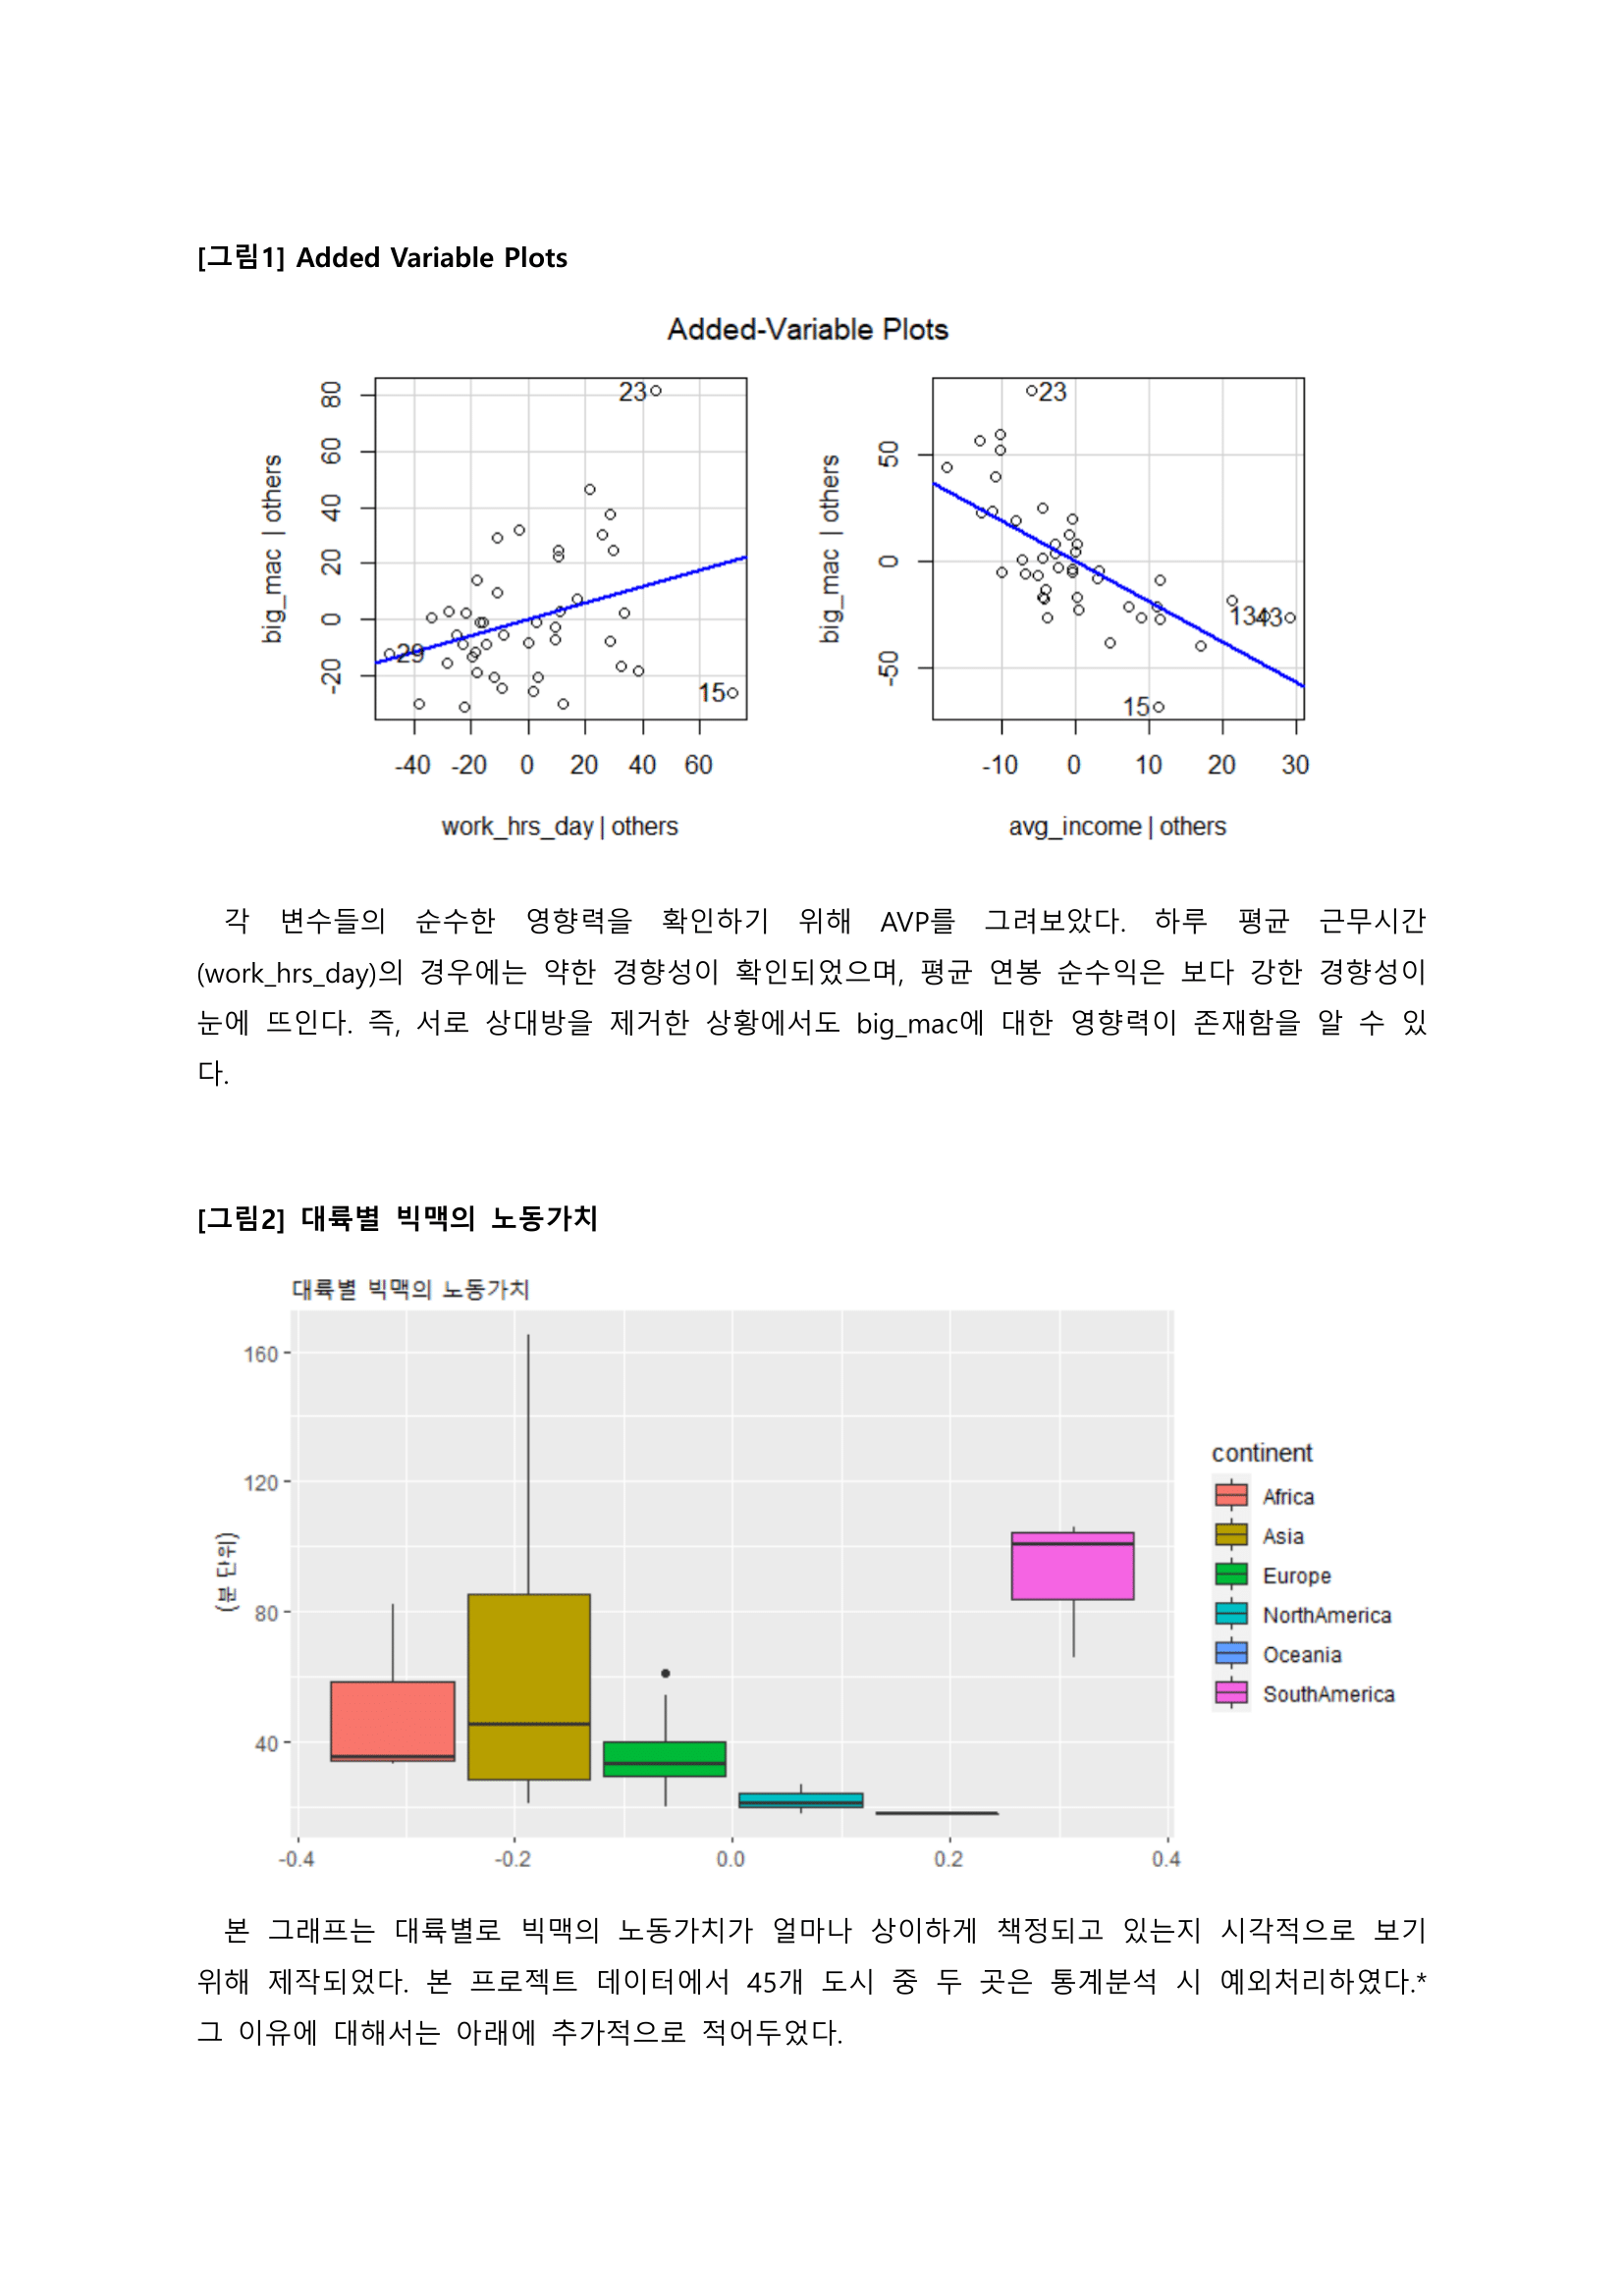 [그림1] Added Variable Plots
Added-Variable Plots
80
60
40
20
0
-20
big_mac | others
23
29
15
-40 -20 0 20 40 60
work_hrs_day | others
50
0
-50
big_mac | others
23
13
43
15
-10 0 10 20 30
avg_income | others
각 변수들의 순수한 영향력을 확인하기 위해 AVP를 그려보았다. 하루 평균 근무시간
(work_hrs_day)의 경우에는 약한 경향성이 확인되었으며, 평균 연봉 순수익은 보다 강한 경향성이
눈에 뜨인다. 즉, 서로 상대방을 제거한 상황에서도 big_mac에 대한 영향력이 존재함을 알 수 있
다.
[그림2] 대륙별 빅맥의 노동가치
대륙별 빅맥의 노동가치
160
120
80
40
(분 단위)
-0.4 -0.2 0.0 0.2 0.4
continent
Africa
Asia
Europe
NorthAmerica
Oceania
SouthAmerica
본 그래프는 대륙별로 빅맥의 노동가치가 얼마나 상이하게 책정되고 있는지 시각적으로 보기
위해 제작되었다. 본 프로젝트 데이터에서 45개 도시 중 두 곳은 통계분석 시 예외처리하였다.*
그 이유에 대해서는 아래에 추가적으로 적어두었다.